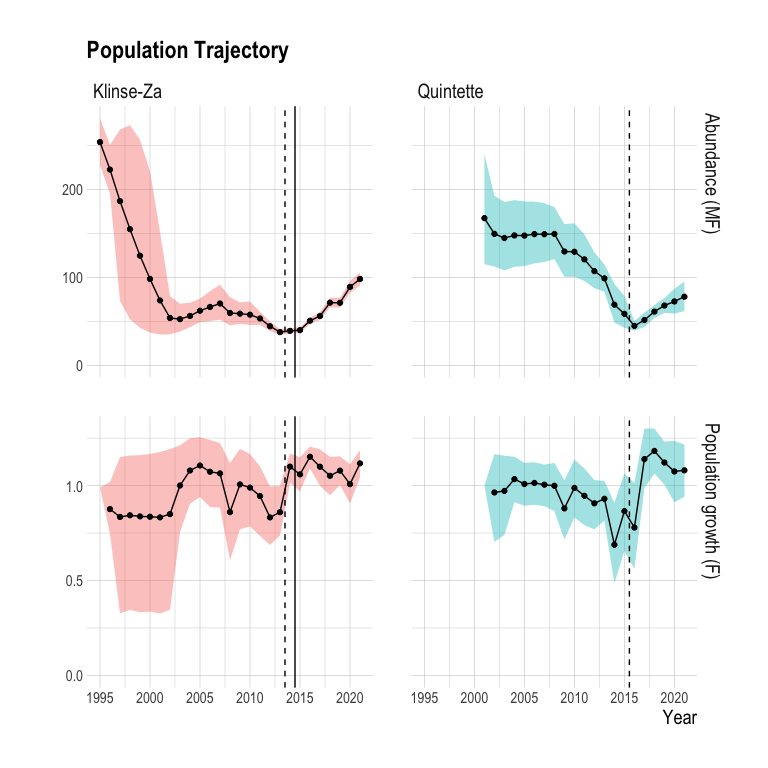 Population Trajectory
Klinse-Za
Quintette
200
100
0
Abundance (MF)
1.0
0.5
0.0
Population growth (F)
1995 2000 2005 2010 2015 2020
1995 2000 2005 2010 2015 2020
Year